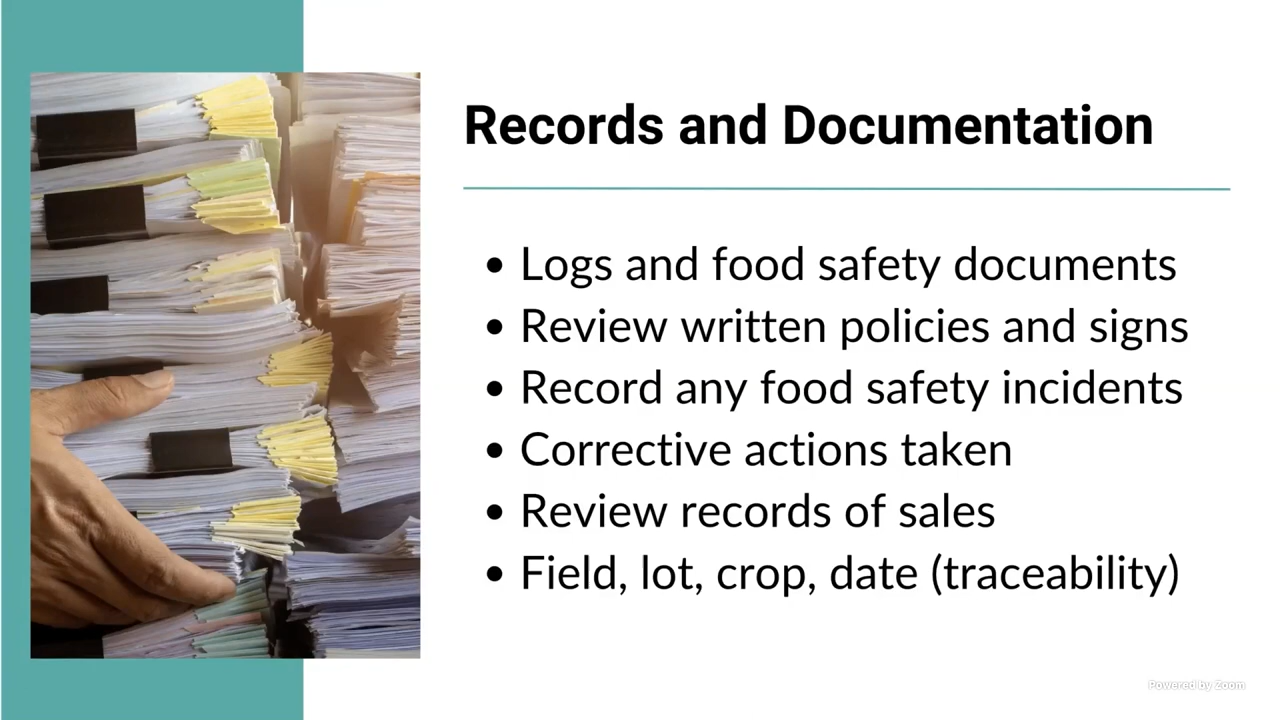 Records and Documentation
• Logs and food safety documents
• Review written policies and signs
• Record any food safety incidents
• Corrective actions taken
• Review records of sales
• Field, lot, crop, date (traceability)
Powered by Zoom